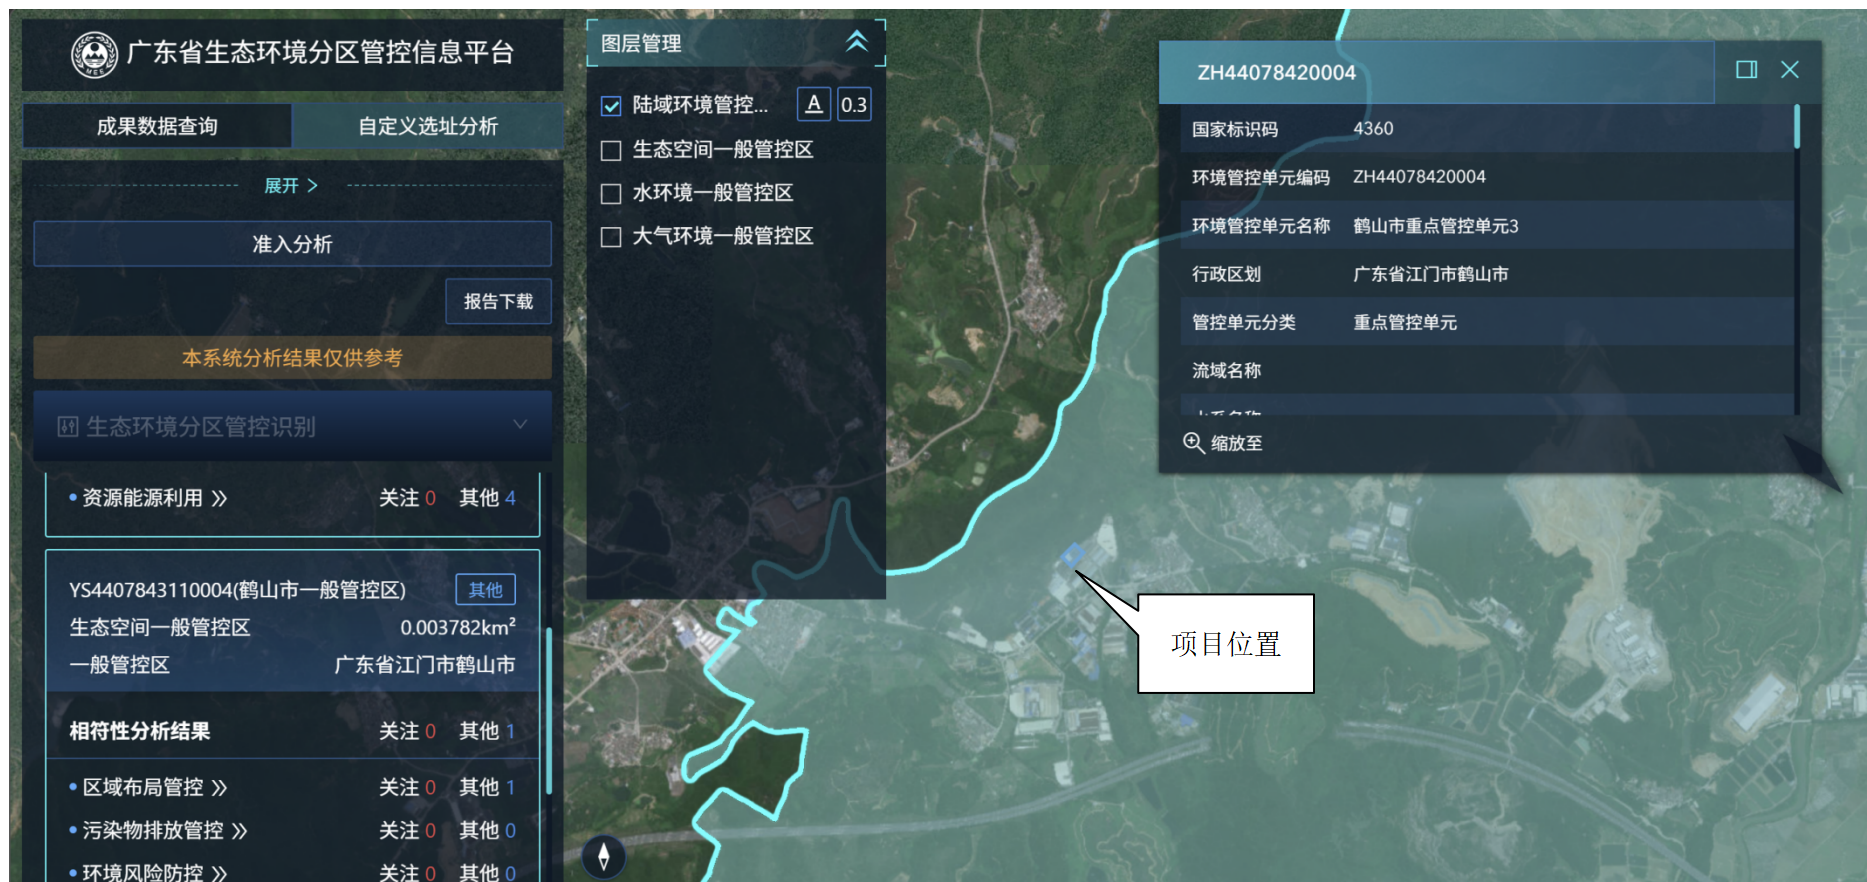 广东省生态环境分区管控信息平台
成果数据查询
自定义选址分析
展开 >
准入分析
报告下载
本系统分析结果仅供参考
生态环境分区管控识别
资源能源利用 关注 0 其他 4
YS4407843110004(鹤山市一般管控区) 其他
生态空间一般管控区 0.003782km²
一般管控区 广东省江门市鹤山市
相符性分析结果 关注 0 其他 1
区域布局管控 关注 0 其他 1
污染物排放管控 关注 0 其他 0
环境风险防控 关注 0 其他 0
图层管理
陆域环境管控... A 0.3
生态空间一般管控区
水环境一般管控区
大气环境一般管控区
ZH44078420004
国家标识码 4360
环境管控单元编码 ZH44078420004
环境管控单元名称 鹤山市重点管控单元3
行政区划 广东省江门市鹤山市
管控单元分类 重点管控单元
流域名称
缩放至
项目位置